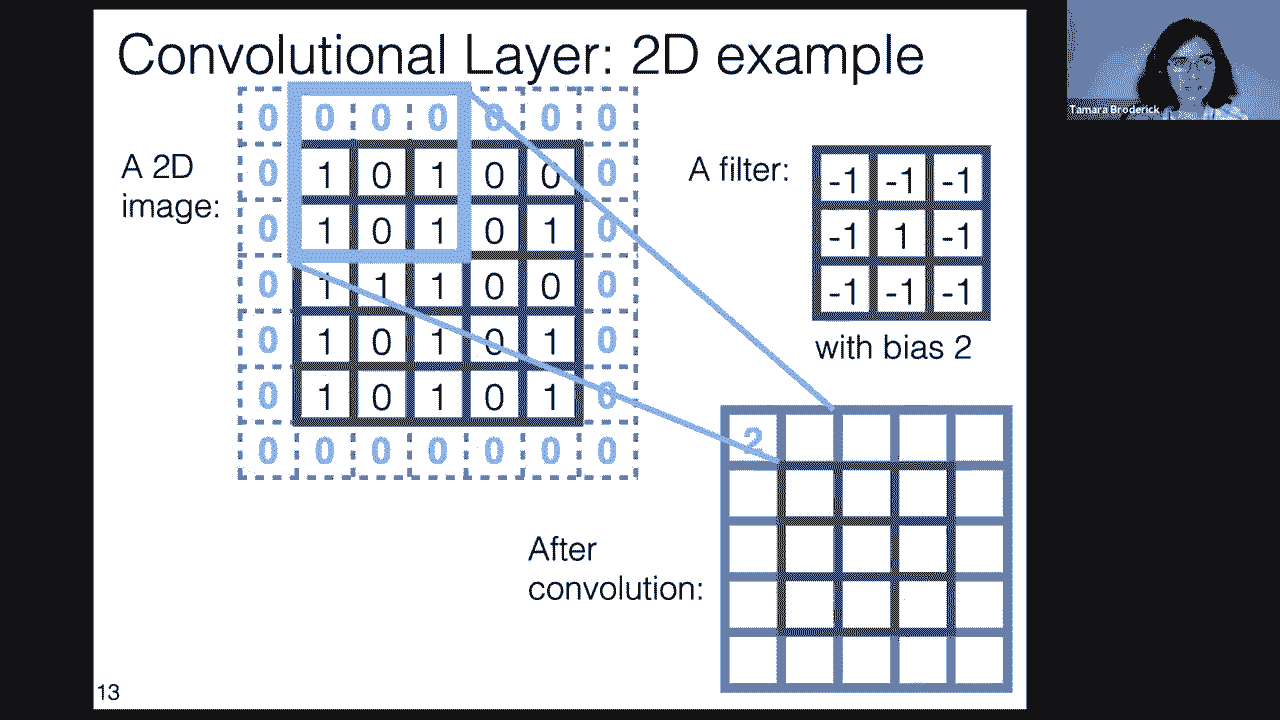 Convolutional Layer: 2D example
Tamara Broderick
A 2D
image:
0 0 0 0 0 0 0
0 1 0 1 0 0 0
0 1 0 1 0 1 0
0 1 1 1 0 0 0
0 1 0 1 0 1 0
0 1 0 1 0 1 0
0 0 0 0 0 0 0
A filter:
-1 -1 -1
-1 1 -1
-1 -1 -1
with bias 2
After
convolution:
2
13